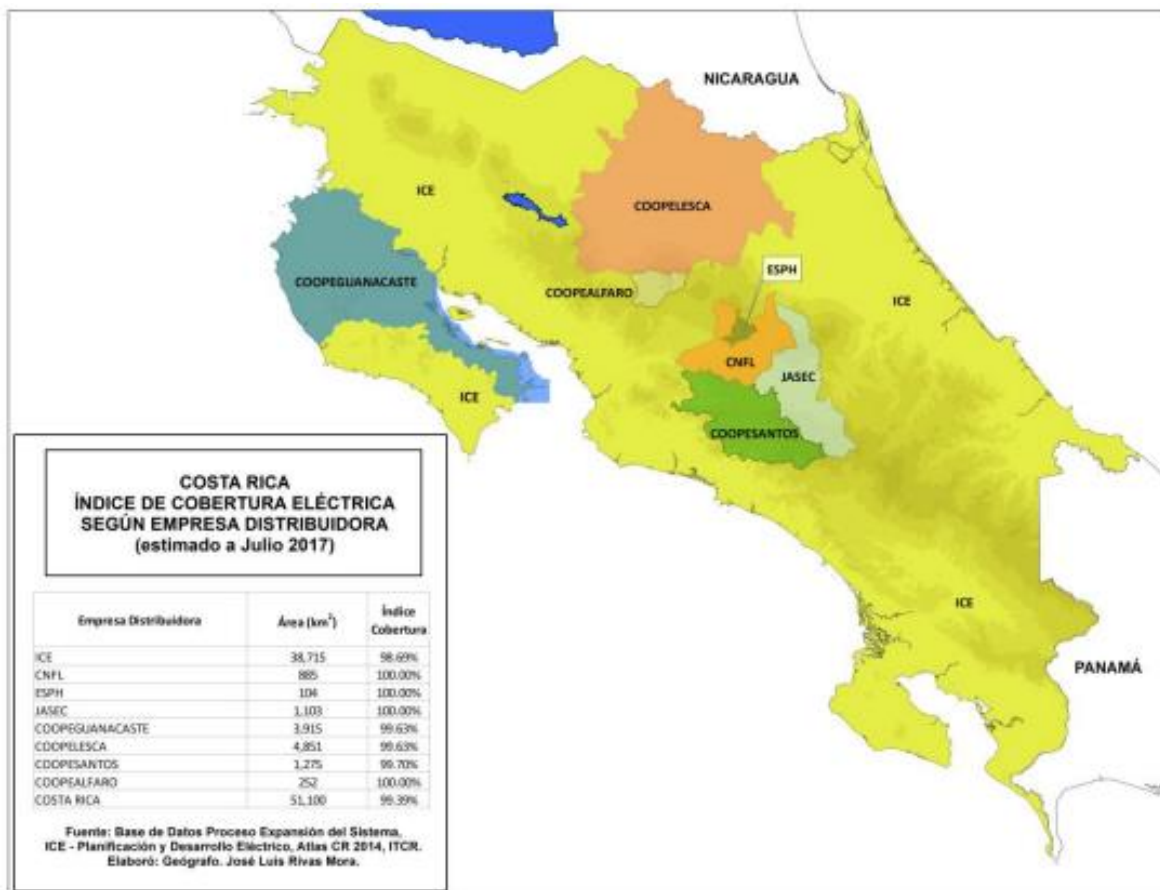 NICARAGUA
ICE
COOPELESCA
ESPH
COOPEGUANACASTE
COOPEALFARO
ICE
CNFL
JASEC
ICE
COOPESANTOS
ICE
PANAMÁ
COSTA RICA
ÍNDICE DE COBERTURA ELÉCTRICA
SEGÚN EMPRESA DISTRIBUIDORA
(estimado a Julio 2017)
Empresa Distribuidora Área (km²) Índice Cobertura
ICE 38,715 98.69%
CNFL 885 100.00%
ESPH 104 100.00%
JASEC 1,103 100.00%
COOPEGUANACASTE 3,915 99.63%
COOPELESCA 4,851 99.63%
COOPESANTOS 1,275 99.70%
COOPEALFARO 252 100.00%
COSTA RICA 51,100 99.39%
Fuente: Base de Datos Proceso Expansión del Sistema,
ICE - Planificación y Desarrollo Eléctrico, Atlas CR 2014, ITCR.
Elaboró: Geógrafo. José Luis Rivas Mora.